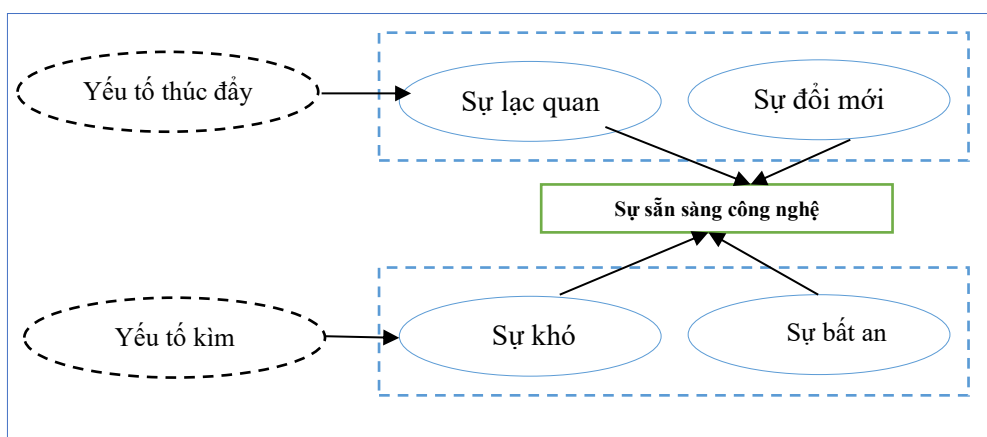 Yếu tố thúc đẩy
Sự lạc quan
Sự đổi mới
Sự sẵn sàng công nghệ
Yếu tố kìm
Sự khó
Sự bất an